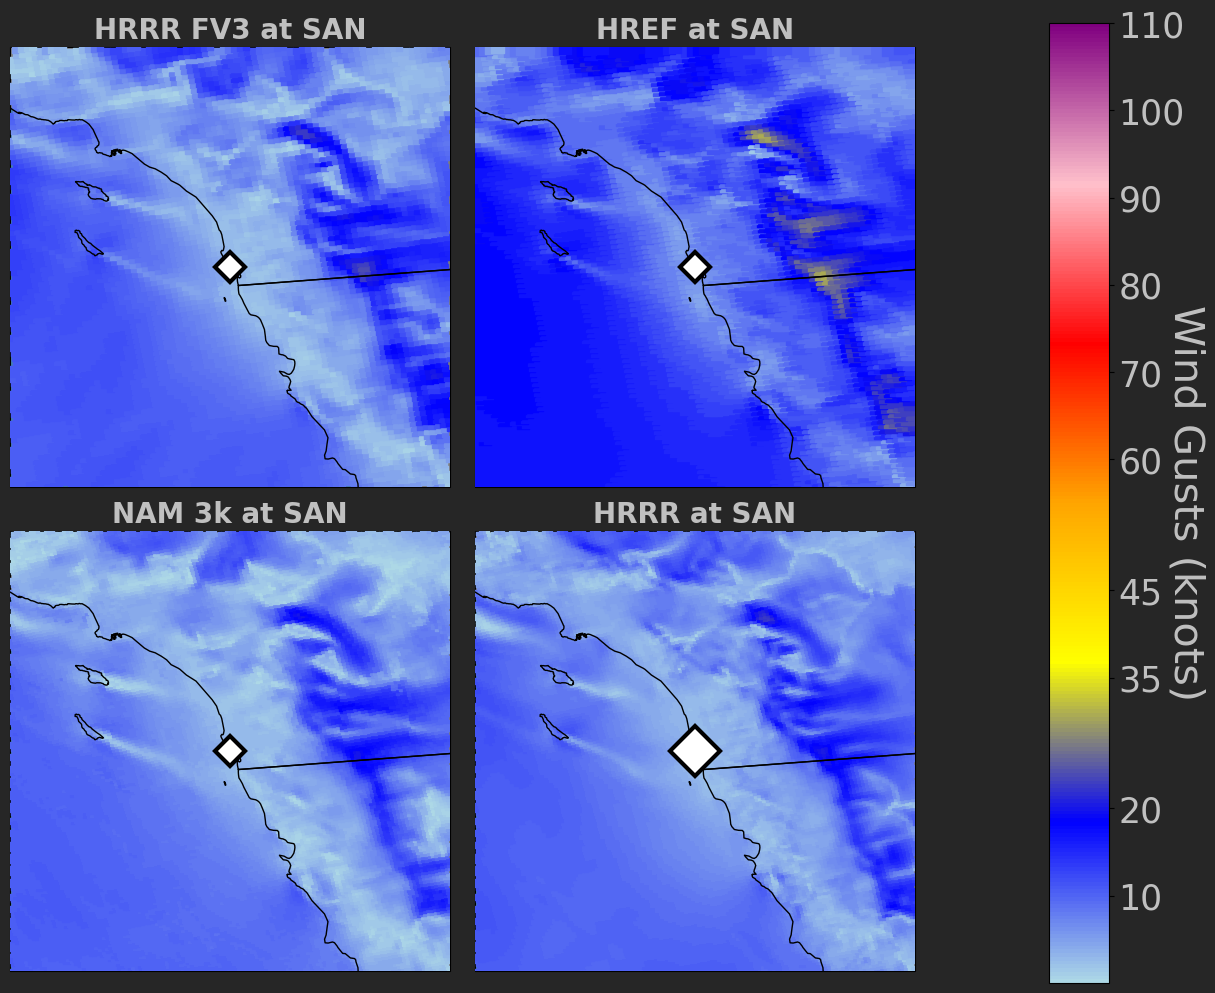 HRRR FV3 at SAN
HREF at SAN
NAM 3k at SAN
HRRR at SAN
110
100
90
80
70
60
45
35
20
10
Wind Gusts (knots)